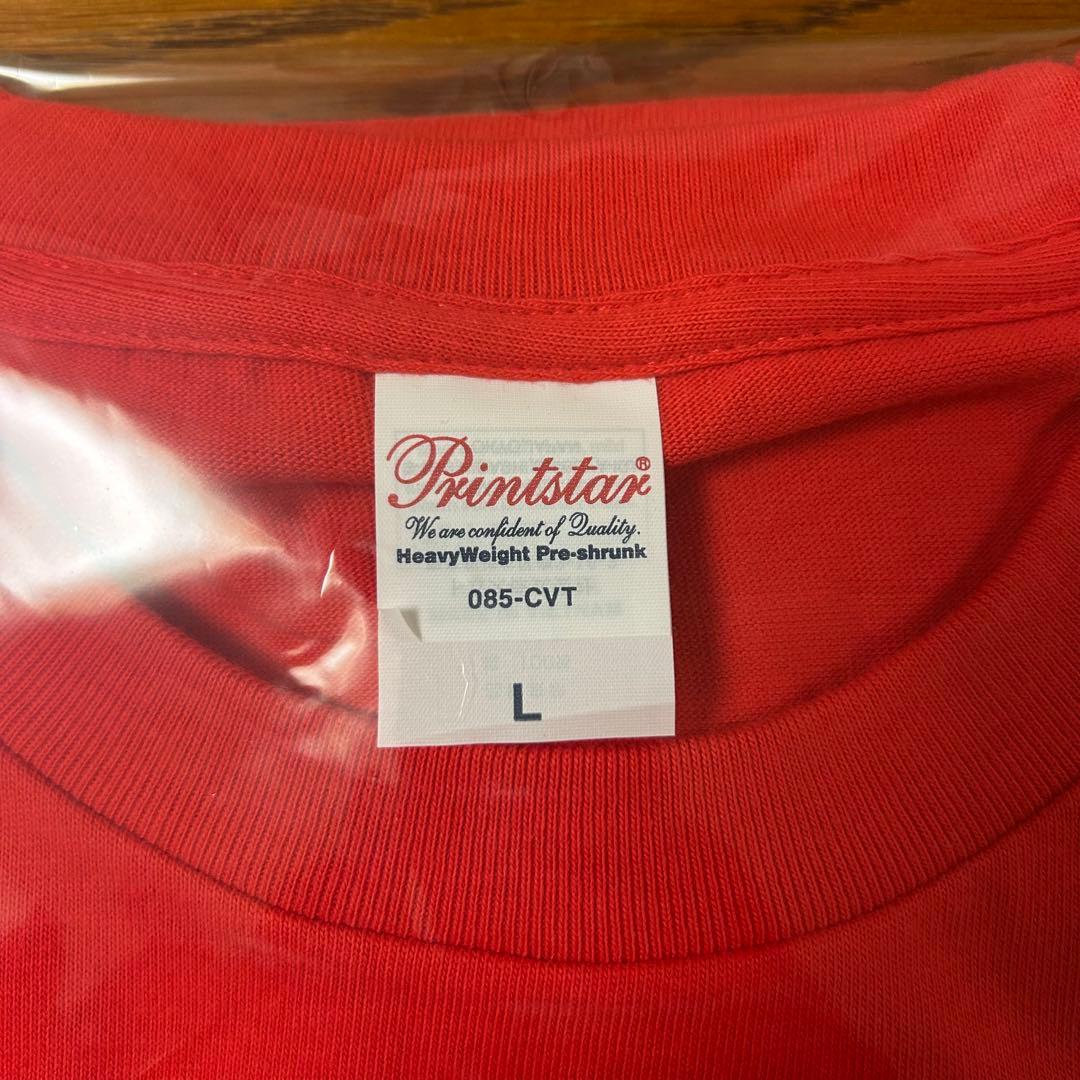 Printstar®
We are confident of Quality.
HeavyWeight Pre-shrunk
085-CVT
L